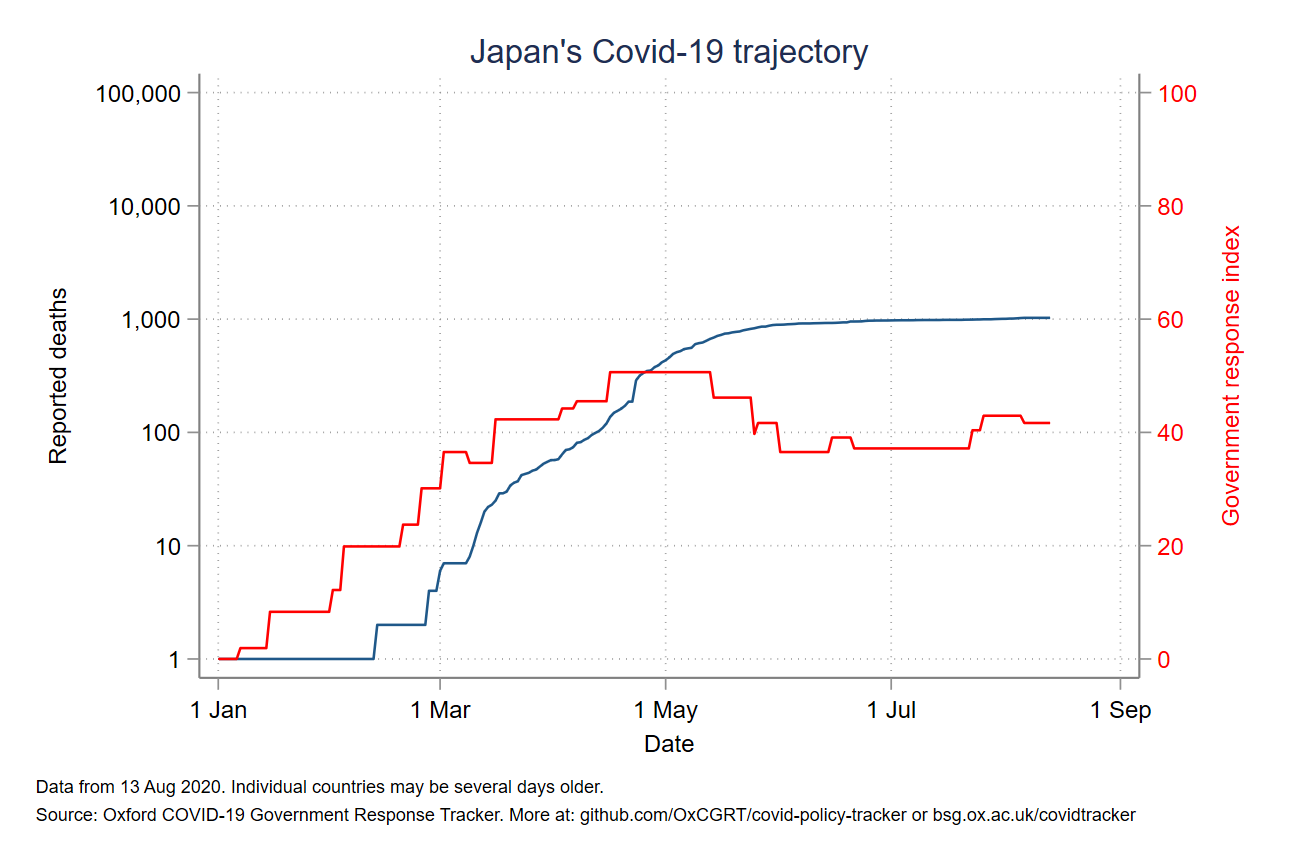 Japan's Covid-19 trajectory
100,000
10,000
1,000
100
10
1
Reported deaths
100
80
60
40
20
0
Government response index
1 Jan
1 Mar
1 May
1 Jul
1 Sep
Date
Data from 13 Aug 2020. Individual countries may be several days older.
Source: Oxford COVID-19 Government Response Tracker. More at: github.com/OxCGRT/covid-policy-tracker or bsg.ox.ac.uk/covidtracker